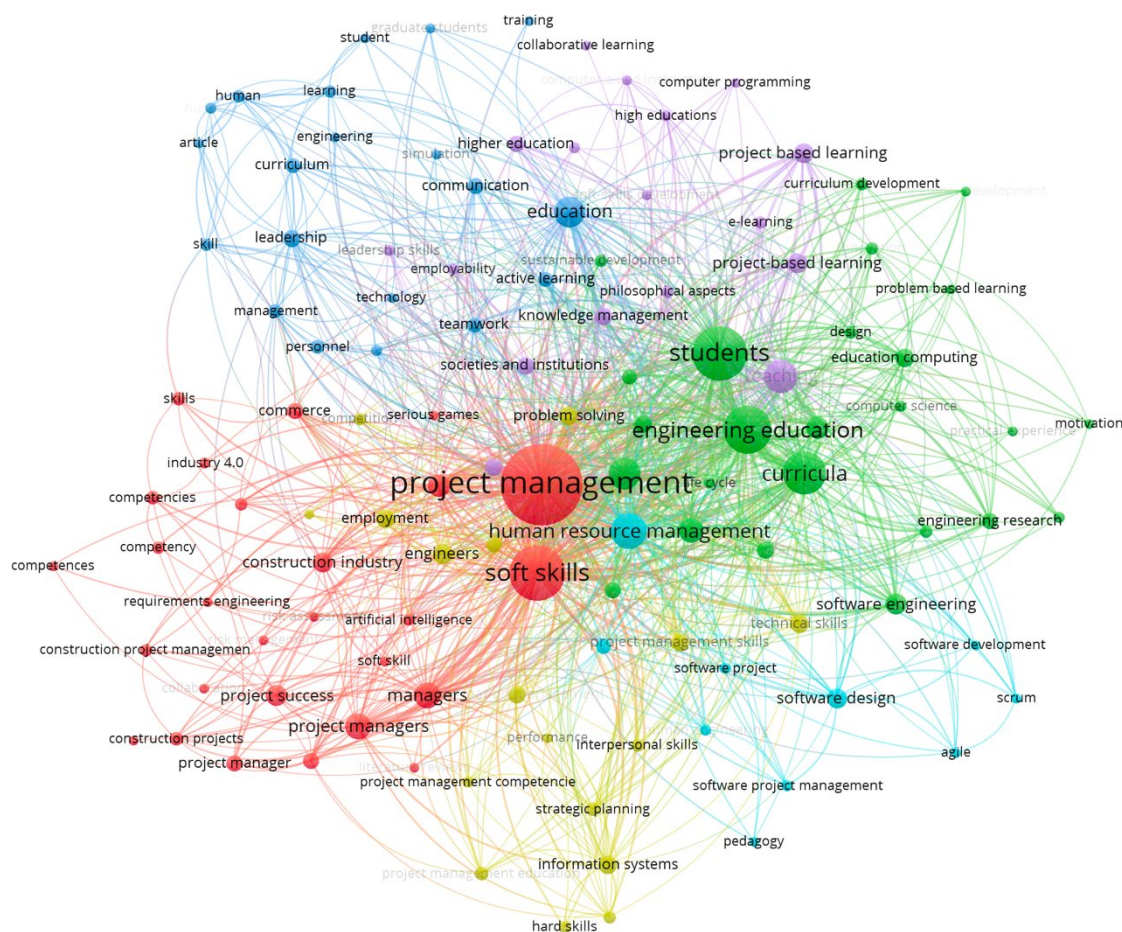 training
graduate students
student
collaborative learning
computer programming
human
learning
high educations
article
engineering
higher education
curriculum
simulation
project based learning
communication
curriculum development
education
skill
leadership
leadership skills
e-learning
employability
sustainable development
active learning
project-based learning
philosophical aspects
problem based learning
technology
management
knowledge management
teamwork
design
personnel
students
societies and institutions
education computing
teaching
skills
commerce
serious games
problem solving
computer science
motivation
engineering education
practical experience
industry 4.0
curricula
project management
life cycle
competencies
employment
human resource management
engineering research
competency
engineers
construction industry
competences
soft skills
requirements engineering
software engineering
artificial intelligence
technical skills
project management skills
construction project managemen
software development
soft skill
software project
project success
managers
software design
scrum
project managers
construction projects
performance
interpersonal skills
agile
project manager
project management competencie
software project management
strategic planning
pedagogy
information systems
project management education
hard skills